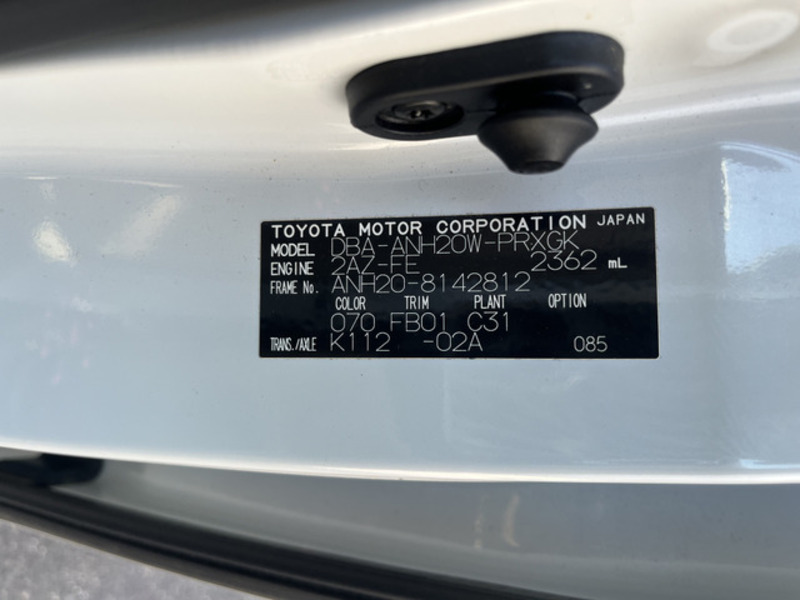 TOYOTA MOTOR CORPORATION JAPAN
MODEL DBA-ANH20W-PRXGK
ENGINE 2AZ-FE 2362 mL
FRAME No. ANH20-8142812
COLOR TRIM PLANT OPTION
070 FB01 C31
TRANS./AXLE K112 -02A 085